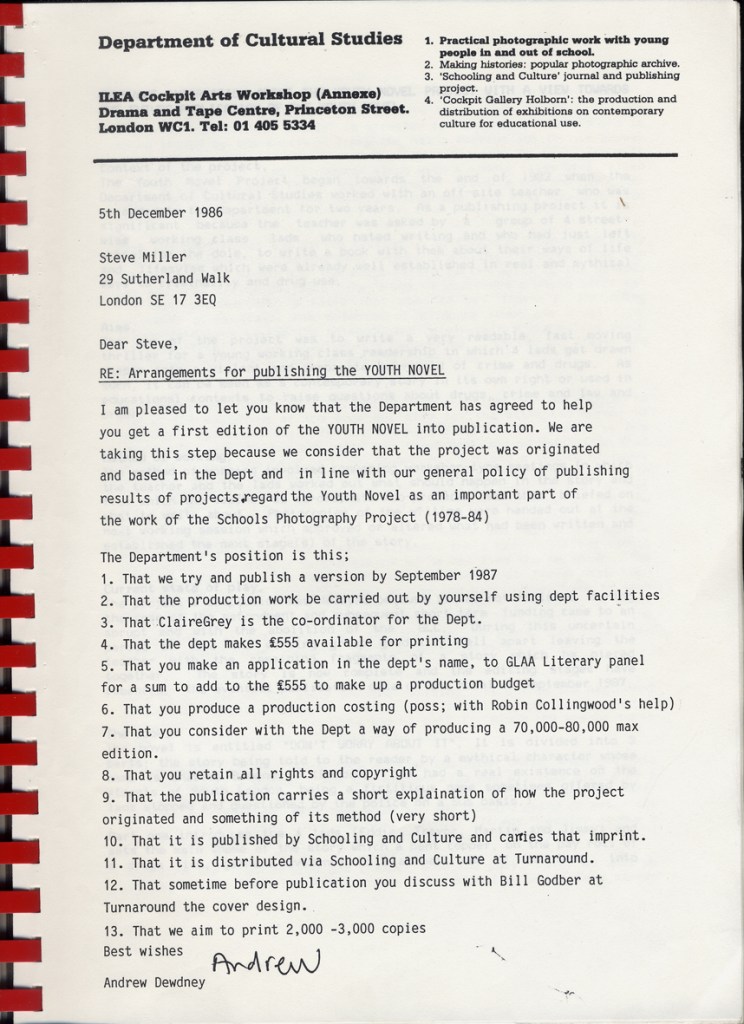 Department of Cultural Studies
ILEA Cockpit Arts Workshop (Annexe)
Drama and Tape Centre, Princeton Street.
London WC1. Tel: 01 405 5334
1. Practical photographic work with young
people in and out of school.
2. Making histories: popular photographic archive.
3. 'Schooling and Culture' journal and publishing
project.
4. 'Cockpit Gallery Holborn': the production and
distribution of exhibitions on contemporary
culture for educational use.
5th December 1986
Steve Miller
29 Sutherland Walk
London SE 17 3EQ
Dear Steve,
RE: Arrangements for publishing the YOUTH NOVEL
I am pleased to let you know that the Department has agreed to help
you get a first edition of the YOUTH NOVEL into publication. We are
taking this step because we consider that the project was originated
and based in the Dept and in line with our general policy of publishing
results of projects,regard the Youth Novel as an important part of
the work of the Schools Photography Project (1978-84)
The Department's position is this;
1. That we try and publish a version by September 1987
2. That the production work be carried out by yourself using dept facilities
3. That ClaireGrey is the co-ordinator for the Dept.
4. That the dept makes £555 available for printing
5. That you make an application in the dept's name, to GLAA Literary panel
for a sum to add to the £555 to make up a production budget
6. That you produce a production costing (poss; with Robin Collingwood's help)
7. That you consider with the Dept a way of producing a 70,000-80,000 max
edition.
8. That you retain all rights and copyright
9. That the publication carries a short explaination of how the project
originated and something of its method (very short)
10. That it is published by Schooling and Culture and carries that imprint.
11. That it is distributed via Schooling and Culture at Turnaround.
12. That sometime before publication you discuss with Bill Godber at
Turnaround the cover design.
13. That we aim to print 2,000 -3,000 copies
Best wishes
Andrew
Andrew Dewdney